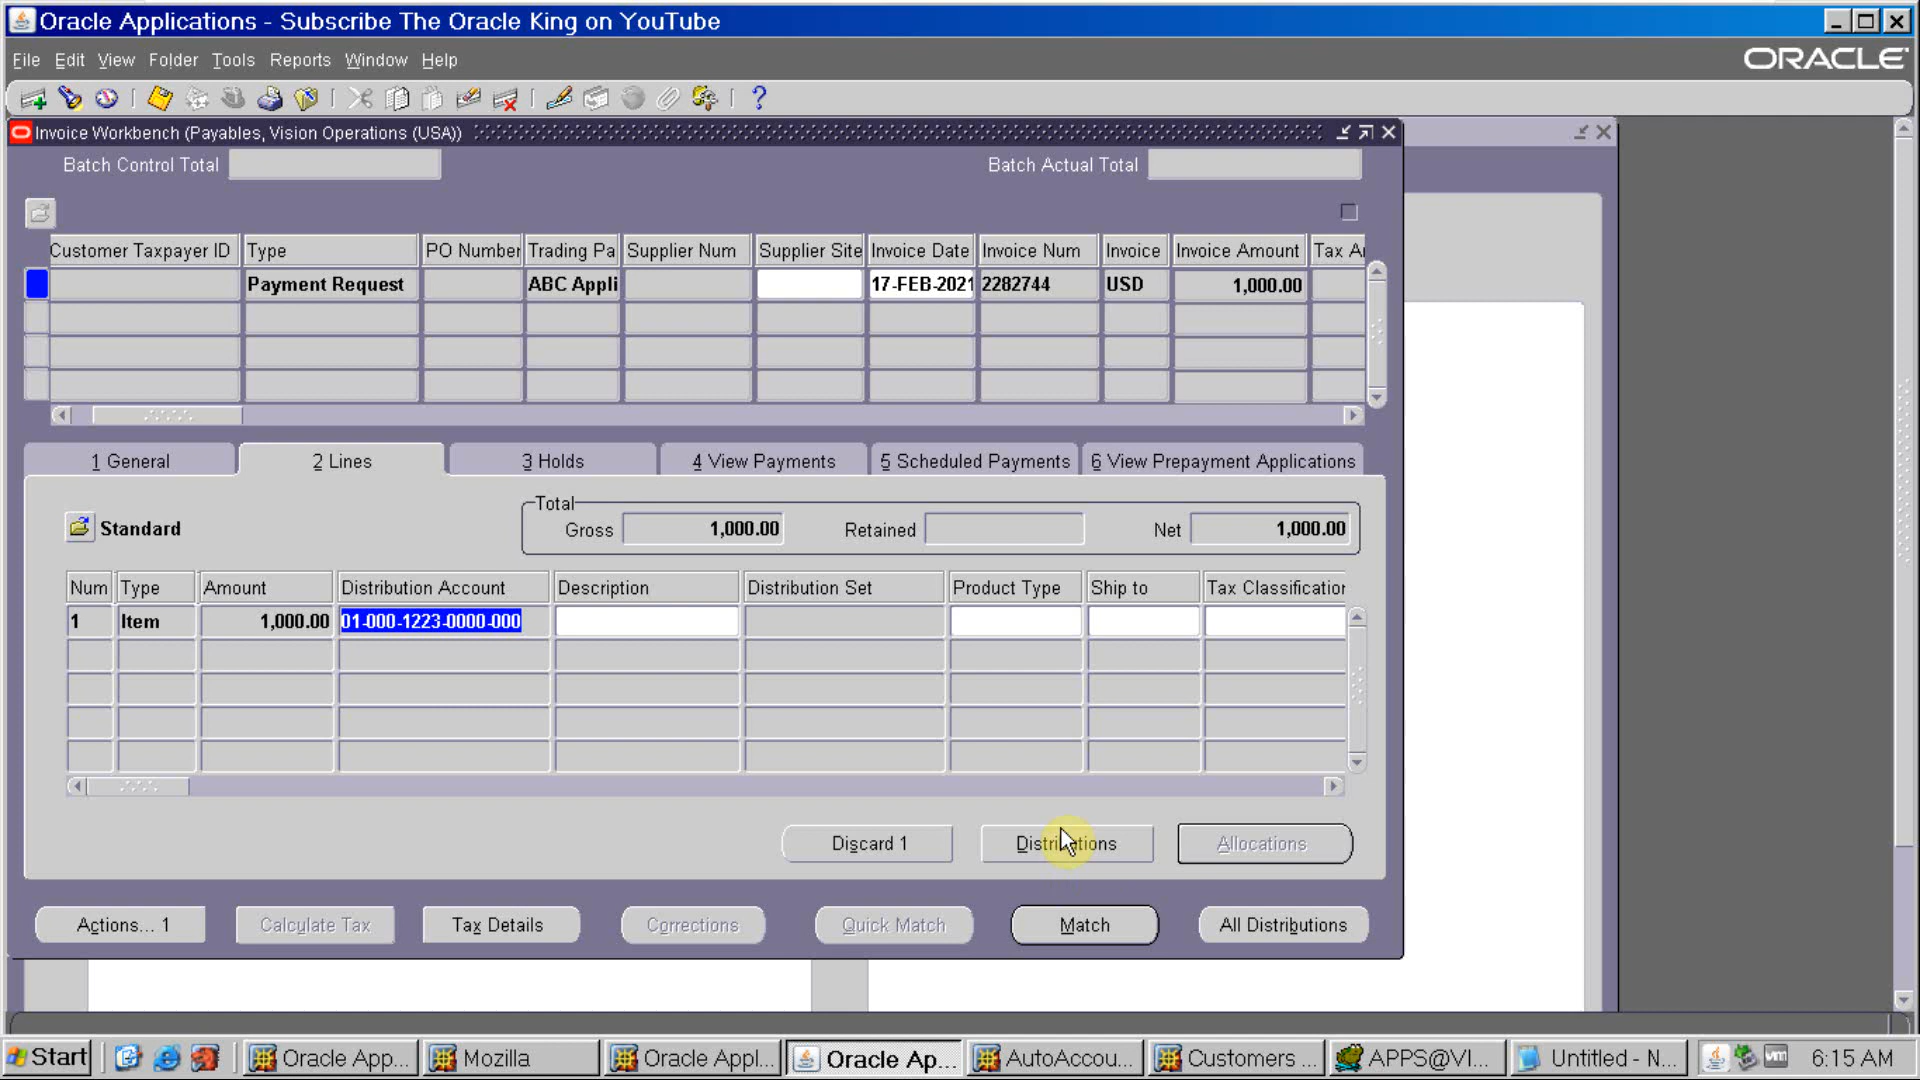 Oracle Applications - Subscribe The Oracle King on YouTube
File Edit View Folder Tools Reports Window Help
ORACLE
Invoice Workbench (Payables, Vision Operations (USA))
Batch Control Total
Batch Actual Total
Customer Taxpayer ID Type PO Number Trading Pa Supplier Num Supplier Site Invoice Date Invoice Num Invoice Invoice Amount Tax A
Payment Request ABC Appli 17-FEB-2021 2282744 USD 1,000.00
1 General 2 Lines 3 Holds 4 View Payments 5 Scheduled Payments 6 View Prepayment Applications
Total
Standard Gross 1,000.00 Retained Net 1,000.00
Num Type Amount Distribution Account Description Distribution Set Product Type Ship to Tax Classification
1 Item 1,000.00 01-000-1223-0000-000
Discard 1 Distributions Allocations
Actions... 1 Calculate Tax Tax Details Corrections Quick Match Match All Distributions
Start Oracle App... Mozilla Oracle Appl... Oracle Ap... AutoAccou... Customers ... APPS@VI... Untitled - N... vm 6:15 AM